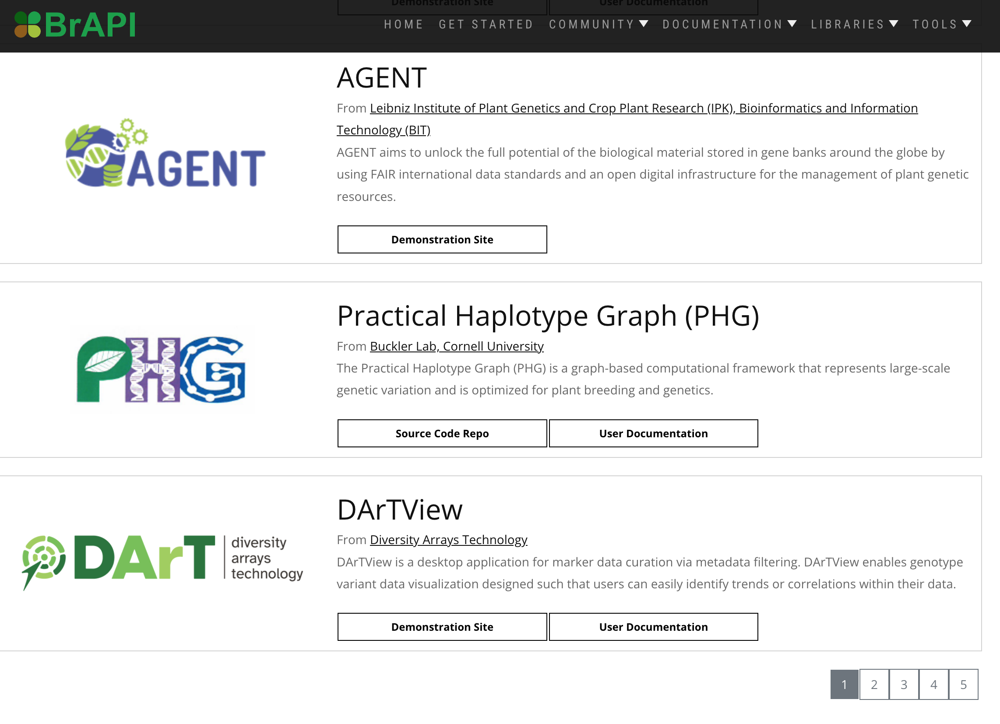 Demonstration Site User Documentation
BrAPI HOME GET STARTED COMMUNITY DOCUMENTATION LIBRARIES TOOLS
AGENT
From Leibniz Institute of Plant Genetics and Crop Plant Research (IPK), Bioinformatics and Information
Technology (BIT)
AGENT
AGENT aims to unlock the full potential of the biological material stored in gene banks around the globe by
using FAIR international data standards and an open digital infrastructure for the management of plant genetic
resources.
Demonstration Site
PHG
Practical Haplotype Graph (PHG)
From Buckler Lab, Cornell University
The Practical Haplotype Graph (PHG) is a graph-based computational framework that represents large-scale
genetic variation and is optimized for plant breeding and genetics.
Source Code Repo User Documentation
DArT diversity
arrays
technology
DArTView
From Diversity Arrays Technology
DArTView is a desktop application for marker data curation via metadata filtering. DArTView enables genotype
variant data visualization designed such that users can easily identify trends or correlations within their data.
Demonstration Site User Documentation
1 2 3 4 5